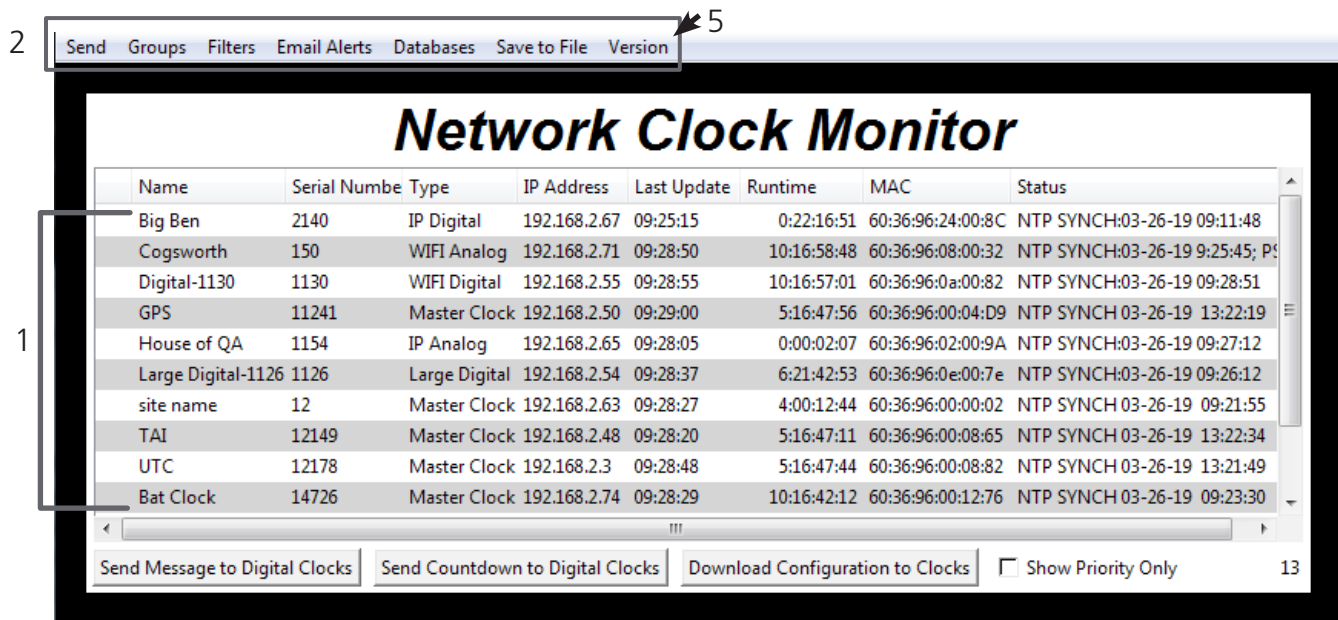 5
2
Send Groups Filters Email Alerts Databases Save to File Version
Network Clock Monitor
Name Serial Numbe Type IP Address Last Update Runtime MAC Status
Big Ben 2140 IP Digital 192.168.2.67 09:25:15 0:22:16:51 60:36:96:24:00:8C NTP SYNCH:03-26-19 09:11:48
Cogsworth 150 WIFI Analog 192.168.2.71 09:28:50 10:16:58:48 60:36:96:08:00:32 NTP SYNCH:03-26-19 9:25:45; PS
Digital-1130 1130 WIFI Digital 192.168.2.55 09:28:55 10:16:57:01 60:36:96:0a:00:82 NTP SYNCH:03-26-19 09:28:51
GPS 11241 Master Clock 192.168.2.50 09:29:00 5:16:47:56 60:36:96:00:04:D9 NTP SYNCH 03-26-19 13:22:19
1
House of QA 1154 IP Analog 192.168.2.65 09:28:05 0:00:02:07 60:36:96:02:00:9A NTP SYNCH:03-26-19 09:27:12
Large Digital-1126 1126 Large Digital 192.168.2.54 09:28:37 6:21:42:53 60:36:96:0e:00:7e NTP SYNCH:03-26-19 09:26:12
site name 12 Master Clock 192.168.2.63 09:28:27 4:00:12:44 60:36:96:00:00:02 NTP SYNCH 03-26-19 09:21:55
TAI 12149 Master Clock 192.168.2.48 09:28:20 5:16:47:11 60:36:96:00:08:65 NTP SYNCH 03-26-19 13:22:34
UTC 12178 Master Clock 192.168.2.3 09:28:48 5:16:47:44 60:36:96:00:08:82 NTP SYNCH 03-26-19 13:21:49
Bat Clock 14726 Master Clock 192.168.2.74 09:28:29 10:16:42:12 60:36:96:00:12:76 NTP SYNCH 03-26-19 09:23:30
Send Message to Digital Clocks Send Countdown to Digital Clocks Download Configuration to Clocks Show Priority Only 13